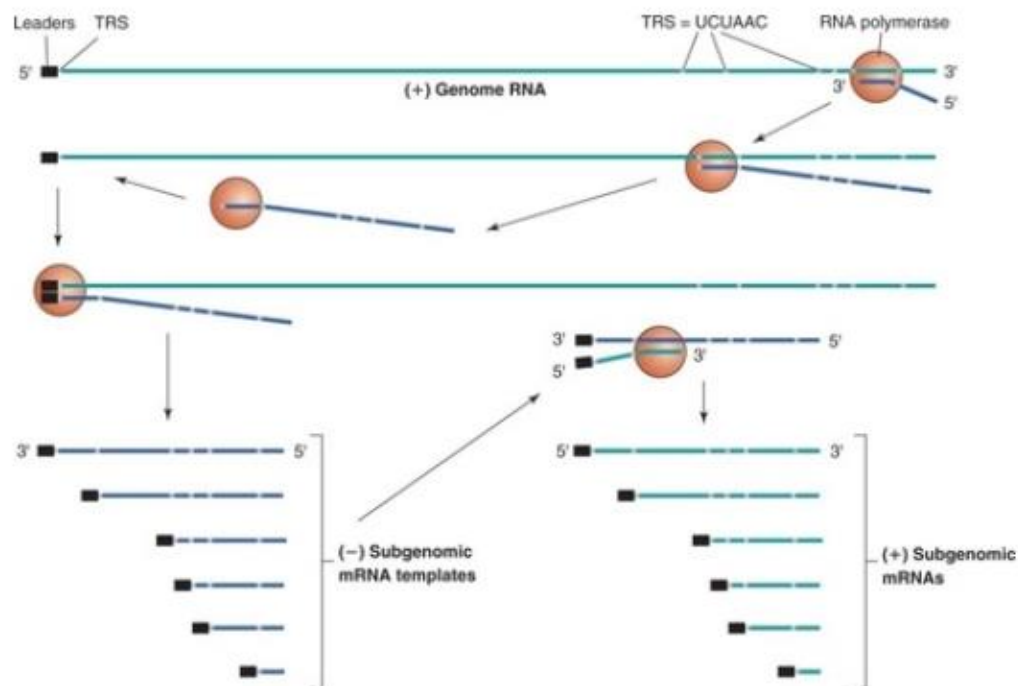 Leaders TRS
TRS = UCUAAC
RNA polymerase
5'
3'
(+) Genome RNA
3'
5'
3'
5'
3'
5'
3'
5'
5'
3'
(−) Subgenomic
mRNA templates
(+) Subgenomic
mRNAs